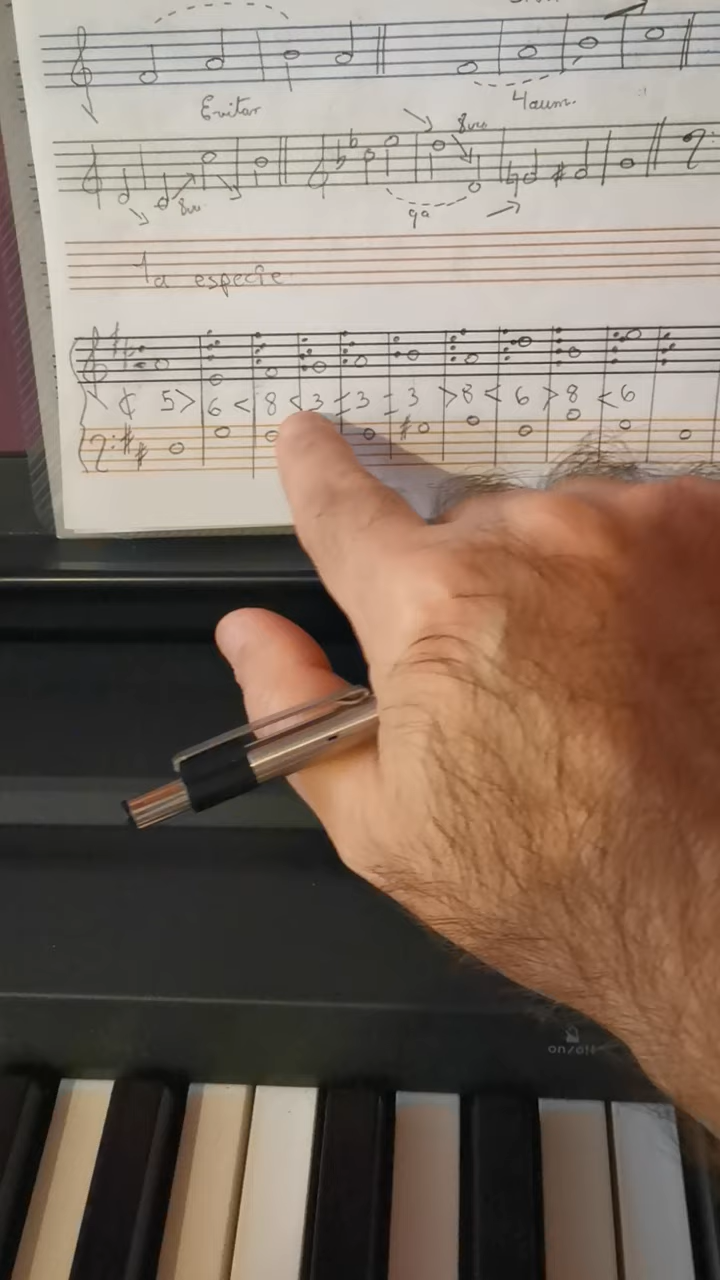 Evitar
4aum.
8va
8va
9a
1a especie
¢ 5 > 6 < 8 < 3 - 3 - 3 > 8 < 6 > 8 < 6
on/off